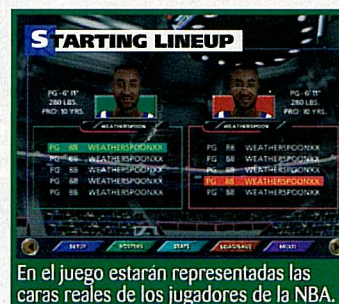 STARTING LINEUP
PG - 6' 11"
280 LBS.
PRO: 10 YRS.
WEATHERSPOON
PG 88 WEATHERSPOONXX
PG 88 WEATHERSPOONXX
PG 88 WEATHERSPOONXX
PG 88 WEATHERSPOONXX
PG 88 WEATHERSPOONXX
PG - 6' 11"
280 LBS.
PRO: 10 YRS.
WEATHERSPOON
PG 88 WEATHERSPOONXX
PG 88 WEATHERSPOONXX
PG 88 WEATHERSPOONXX
PG 88 WEATHERSPOONXX
PG 88 WEATHERSPOONXX
SETUP ROSTERS STATS LOAD/SAVE
En el juego estarán representadas las
caras reales de los jugadores de la NBA.